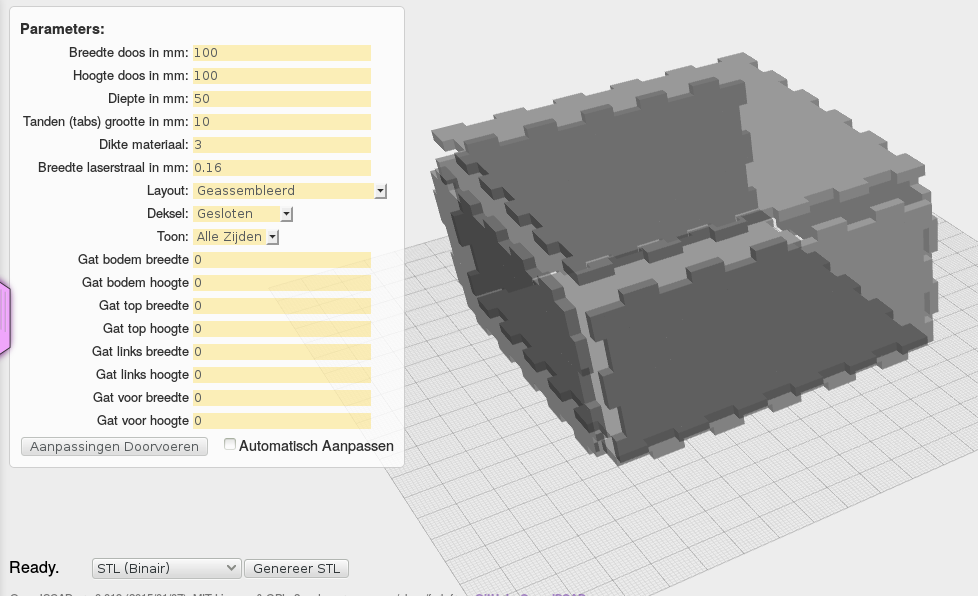 Parameters:
Breedte doos in mm: 100
Hoogte doos in mm: 100
Diepte in mm: 50
Tanden (tabs) grootte in mm: 10
Dikte materiaal: 3
Breedte laserstraal in mm: 0.16
Layout: Geassembleerd
Deksel: Gesloten
Toon: Alle Zijden
Gat bodem breedte 0
Gat bodem hoogte 0
Gat top breedte 0
Gat top hoogte 0
Gat links breedte 0
Gat links hoogte 0
Gat voor breedte 0
Gat voor hoogte 0
Aanpassingen Doorvoeren Automatisch Aanpassen
Ready. STL (Binair) Genereer STL